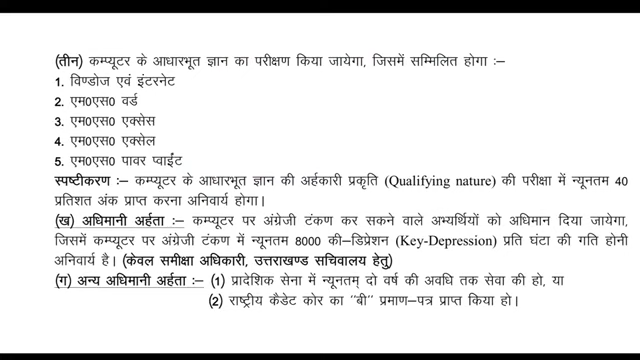 (तीन) कम्प्यूटर के आधारभूत ज्ञान का परीक्षण किया जायेगा, जिसमें सम्मिलित होगा :–
1. विण्डोज एवं इंटरनेट
2. एम0एस0 वर्ड
3. एम0एस0 एक्सेस
4. एम0एस0 एक्सेल
5. एम0एस0 पावर प्वाईंट
स्पष्टीकरण :– कम्प्यूटर के आधारभूत ज्ञान की अर्हकारी प्रकृति (Qualifying nature) की परीक्षा में न्यूनतम 40
प्रतिशत अंक प्राप्त करना अनिवार्य होगा।
(ख) अधिमानी अर्हता :– कम्प्यूटर पर अंग्रेजी टंकण कर सकने वाले अभ्यर्थियों को अधिमान दिया जायेगा,
जिसमें कम्प्यूटर पर अंग्रेजी टंकण में न्यूनतम 8000 की–डिप्रेशन (Key-Depression) प्रति घंटा की गति होनी
अनिवार्य है। (केवल समीक्षा अधिकारी, उत्तराखण्ड सचिवालय हेतु)
(ग) अन्य अधिमानी अर्हता :– (1) प्रादेशिक सेना में न्यूनतम् दो वर्ष की अवधि तक सेवा की हो, या
(2) राष्ट्रीय कैडेट कोर का "बी" प्रमाण–पत्र प्राप्त किया हो।